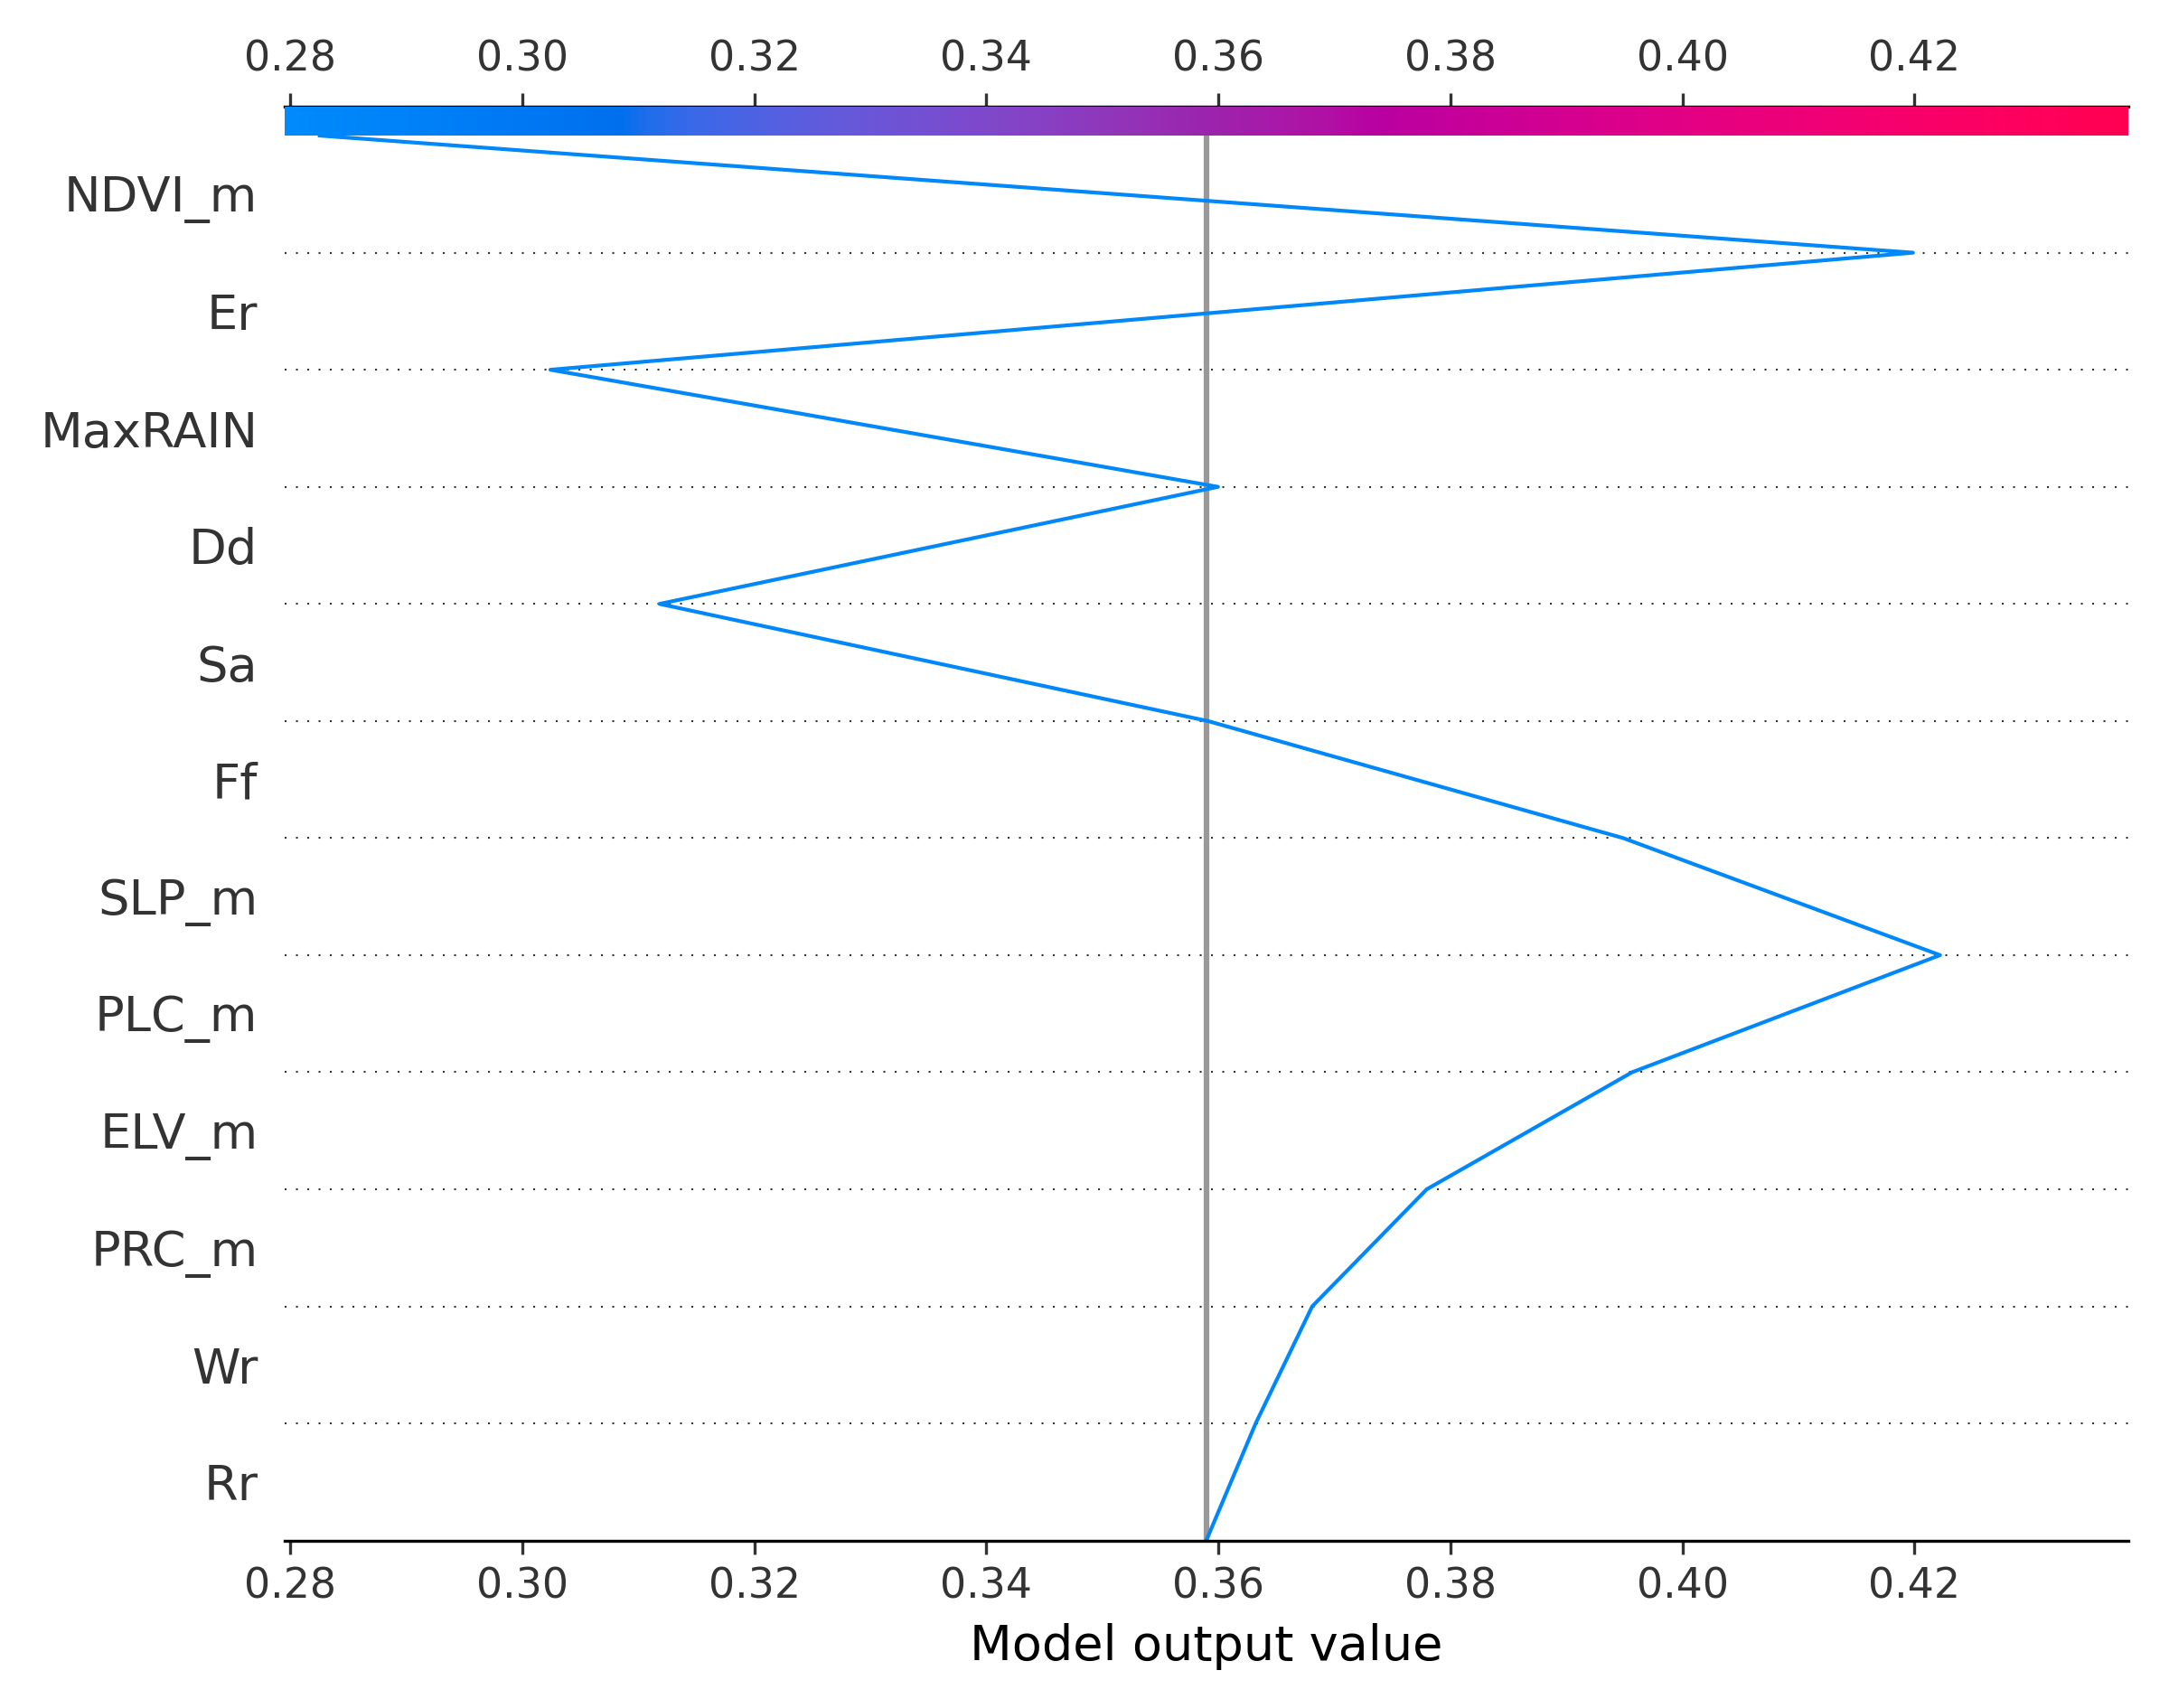 0.28 0.30 0.32 0.34 0.36 0.38 0.40 0.42
NDVI_m
Er
MaxRAIN
Dd
Sa
Ff
SLP_m
PLC_m
ELV_m
PRC_m
Wr
Rr
0.28 0.30 0.32 0.34 0.36 0.38 0.40 0.42
Model output value